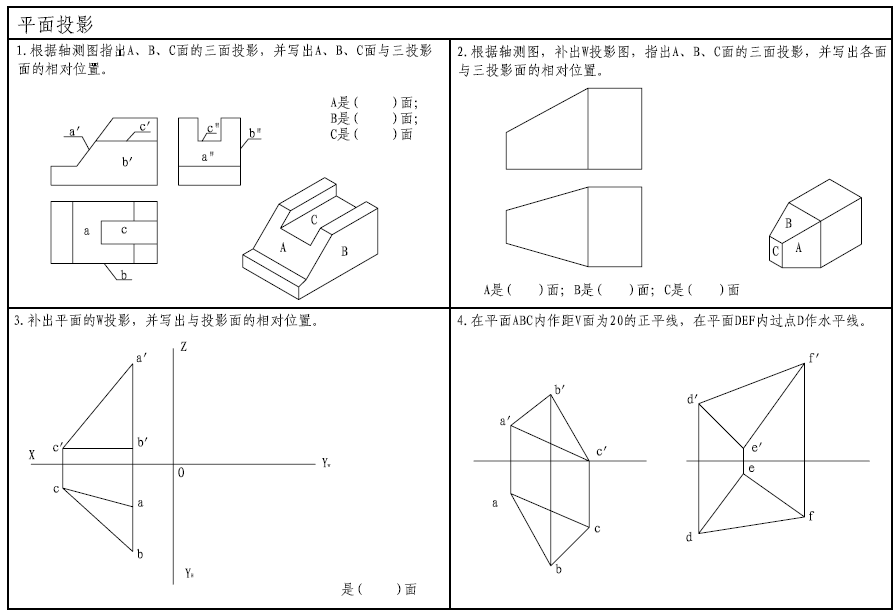 平面投影
1.根据轴测图指出A、B、C面的三面投影，并写出A、B、C面与三投影
面的相对位置。
A是(　　)面；
B是(　　)面；
C是(　　)面
a′
c′
b′
c"
b"
a"
a
c
b
C
A
B
2.根据轴测图，补出W投影图，指出A、B、C面的三面投影，并写出各面
与三投影面的相对位置。
B
C
A
A是(　　)面；B是(　　)面；C是(　　)面
3.补出平面的W投影，并写出与投影面的相对位置。
Z
a′
c′
b′
X
O
Yw
c
a
b
YH
是(　　)面
4.在平面ABC内作距V面为20的正平线，在平面DEF内过点D作水平线。
b′
a′
c′
a
c
b
f′
d′
e′
e
f
d